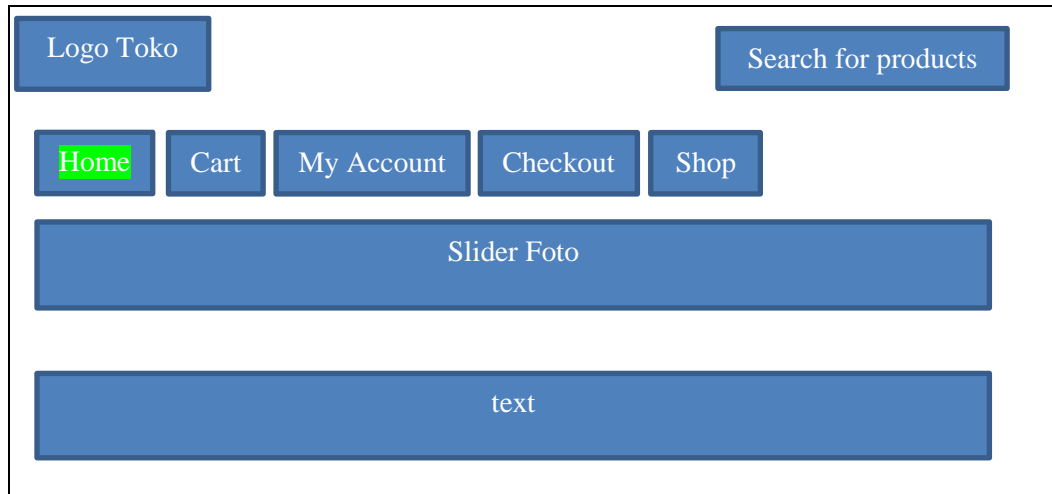 Logo Toko
Search for products
Home Cart My Account Checkout Shop
Slider Foto
text